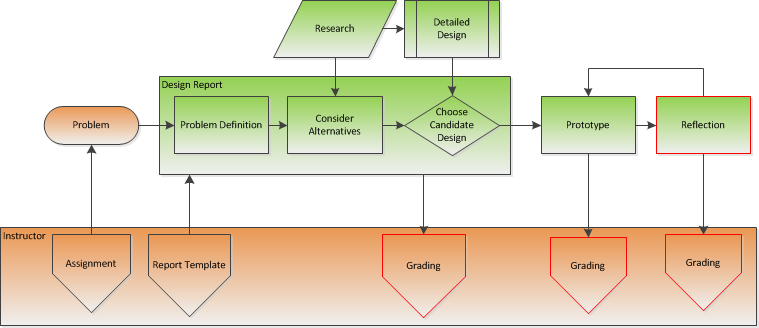 Research
Detailed
Design
Design Report
Problem
Problem Definition
Consider
Alternatives
Choose
Candidate
Design
Prototype
Reflection
Instructor
Assignment
Report Template
Grading
Grading
Grading